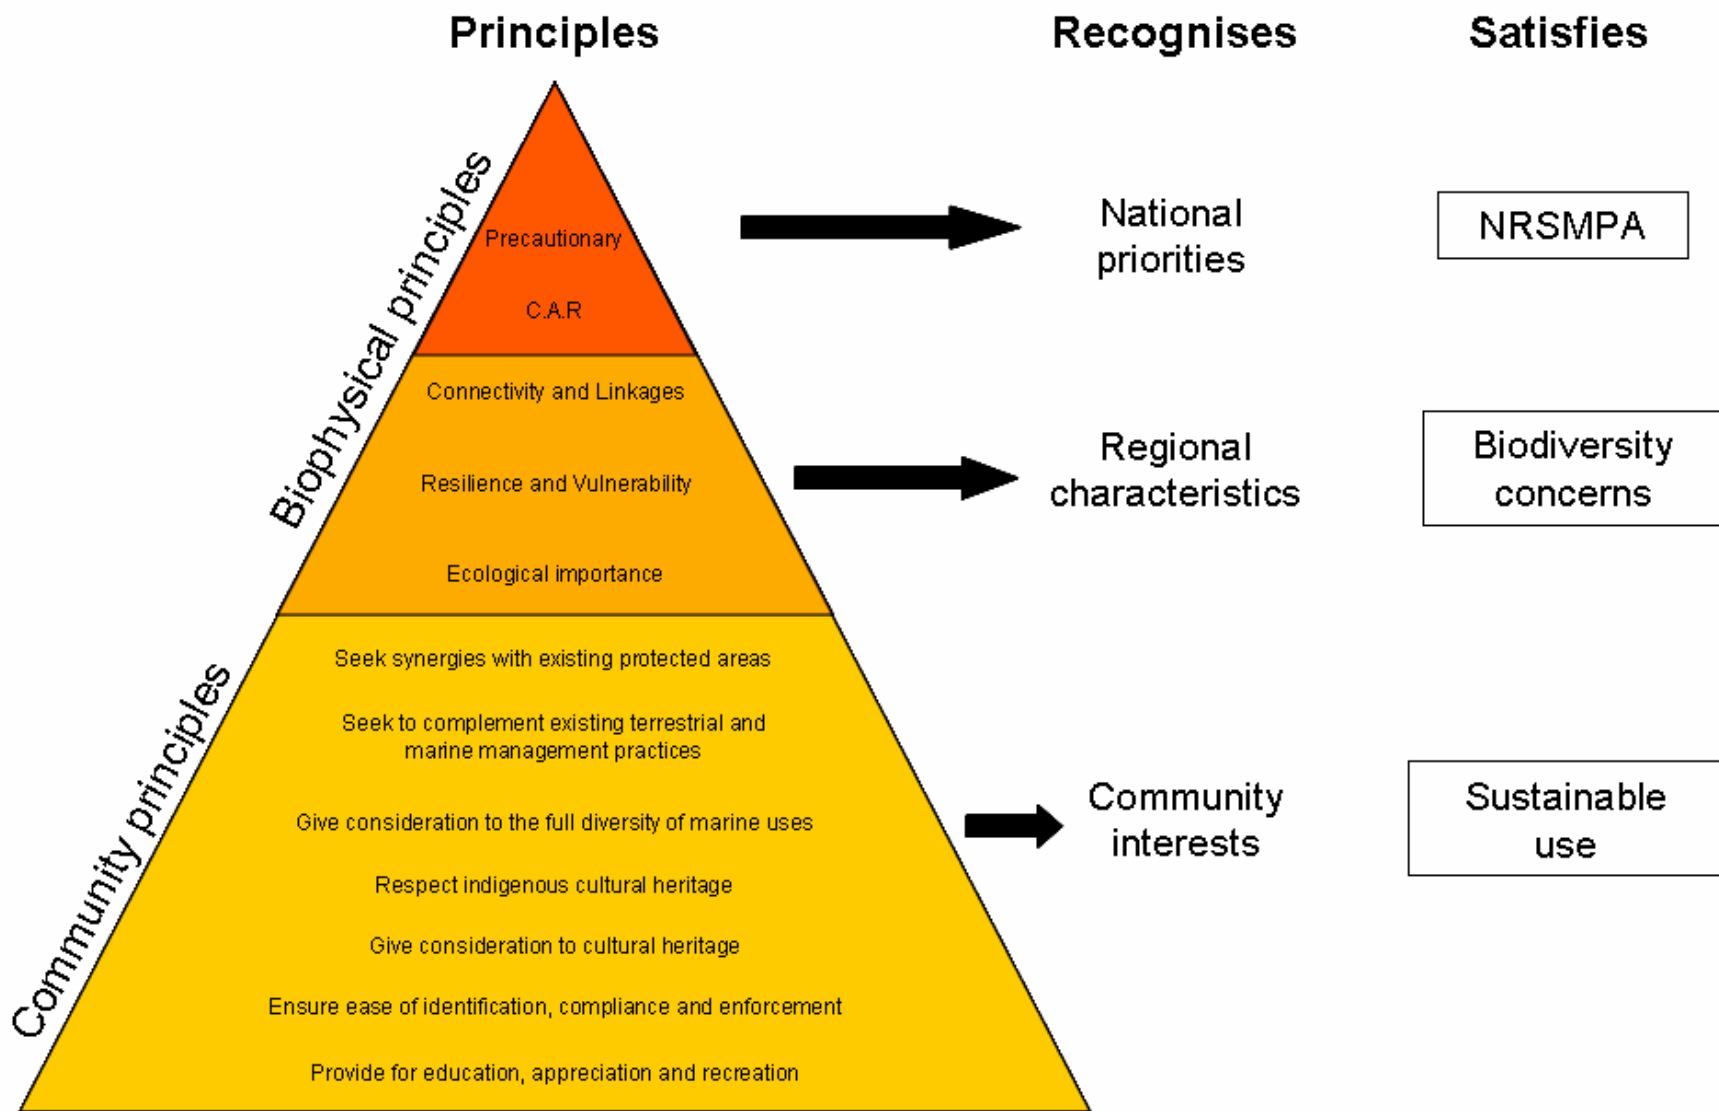 Principles
Recognises
Satisfies
Biophysical principles
Precautionary
C.A.R
National
priorities
NRSMPA
Connectivity and Linkages
Resilience and Vulnerability
Ecological importance
Regional
characteristics
Biodiversity
concerns
Community principles
Seek synergies with existing protected areas
Seek to complement existing terrestrial and
marine management practices
Give consideration to the full diversity of marine uses
Respect indigenous cultural heritage
Give consideration to cultural heritage
Ensure ease of identification, compliance and enforcement
Provide for education, appreciation and recreation
Community
interests
Sustainable
use